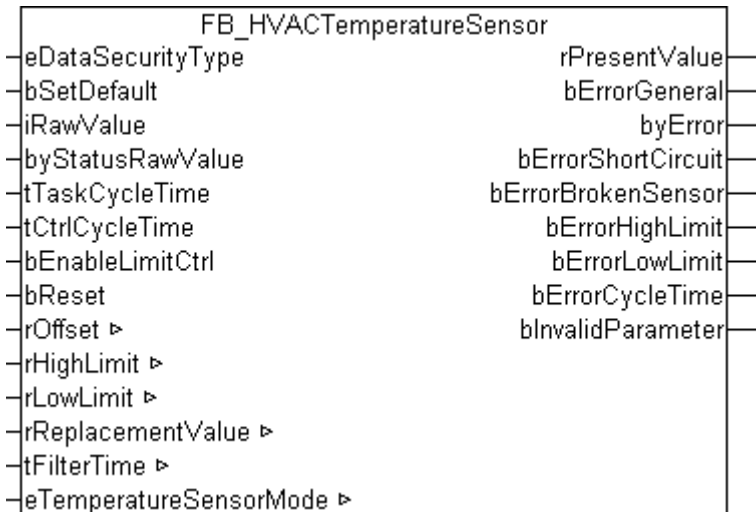 FB_HVACTemperatureSensor
eDataSecurityType rPresentValue
bSetDefault bErrorGeneral
iRawValue byError
byStatusRawValue bErrorShortCircuit
tTaskCycleTime bErrorBrokenSensor
tCtrlCycleTime bErrorHighLimit
bEnableLimitCtrl bErrorLowLimit
bReset bErrorCycleTime
rOffset ▹ bInvalidParameter
rHighLimit ▹
rLowLimit ▹
rReplacementValue ▹
tFilterTime ▹
eTemperatureSensorMode ▹